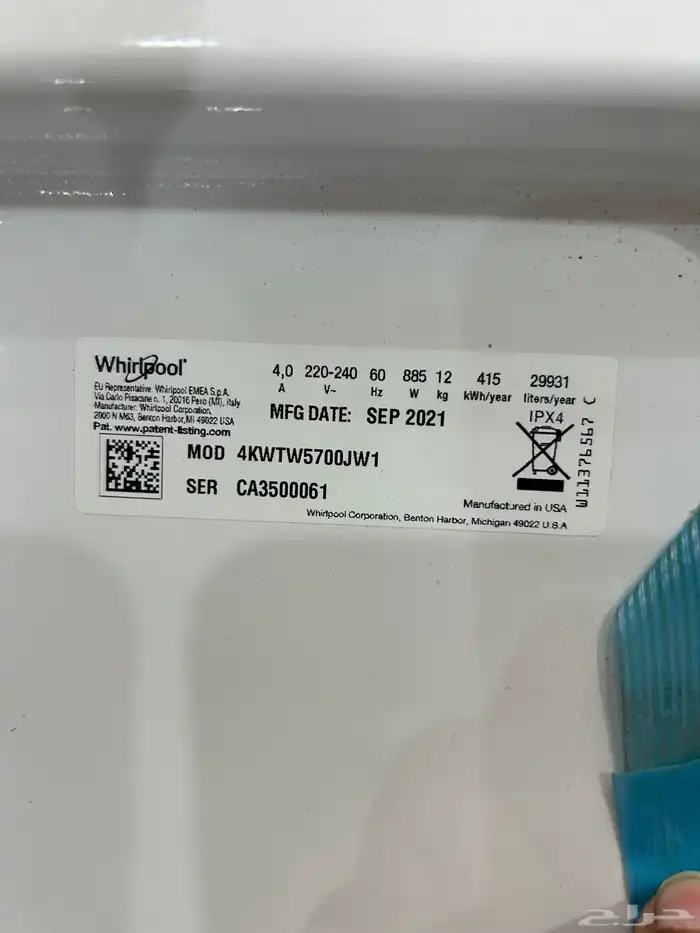 Whirlpool
EU Representative: Whirlpool EMEA S.p.A.
Via Carlo Pisacane n. 1, 20016 Pero (MI), Italy
Manufacturer: Whirlpool Corporation,
2000 N M63, Benton Harbor, MI 49022 USA
Pat. www.patent-listing.com
4,0 220-240 60 885 12 415 29931
A V~ Hz W kg kWh/year liters/year
MFG DATE: SEP 2021
IPX4
MOD 4KWTW5700JW1
SER CA3500061
W11376567 C
Manufactured in USA
Whirlpool Corporation, Benton Harbor, Michigan 49022 U.S.A
حراج